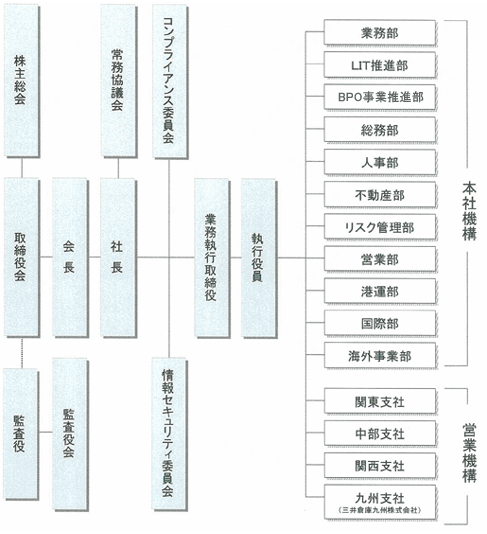 株主総会
常務協議会
コンプライアンス委員会
取締役会
会長
社長
業務執行取締役
執行役員
監査役
監査役会
情報セキュリティ委員会
業務部
LIT推進部
BPO事業推進部
総務部
人事部
不動産部
リスク管理部
営業部
港運部
国際部
海外事業部
本社機構
関東支社
中部支社
関西支社
九州支社
(三井倉庫九州株式会社)
営業機構